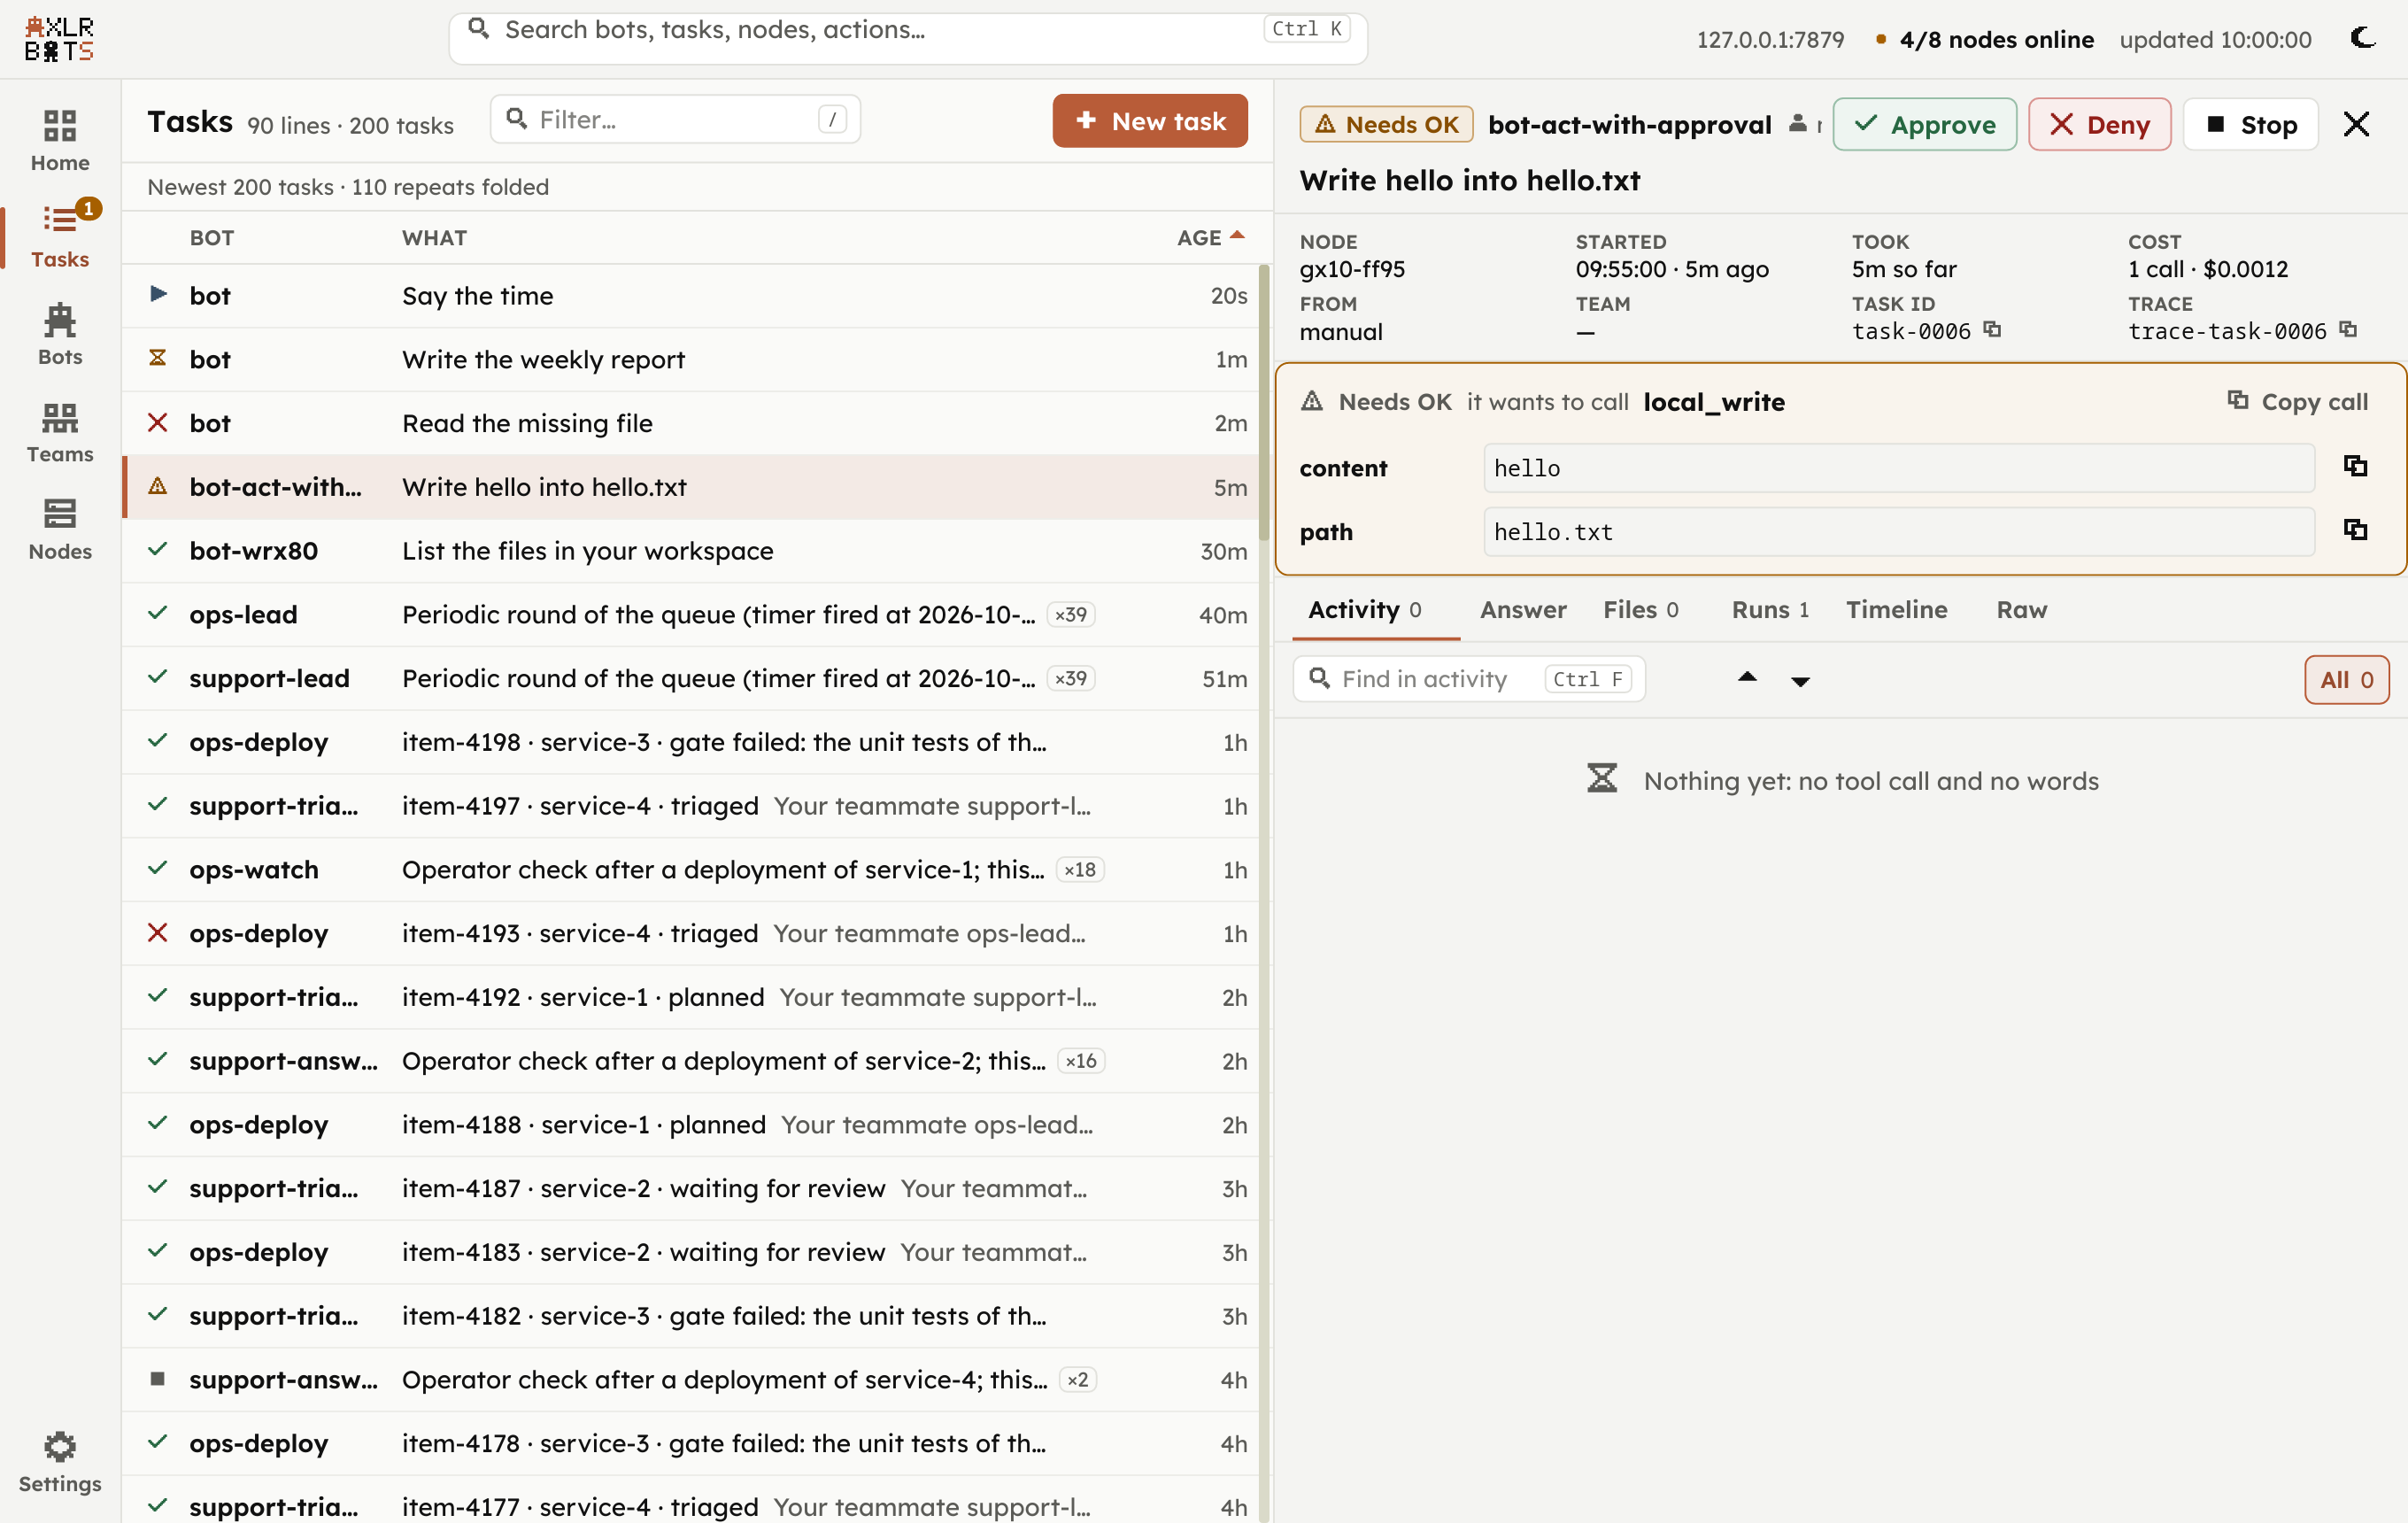 AXLR
BOTS
Search bots, tasks, nodes, actions… Ctrl K
127.0.0.1:7879 4/8 nodes online updated 10:00:00
Home
Tasks 1
Bots
Teams
Nodes
Settings
Tasks 90 lines · 200 tasks Filter… / New task
Newest 200 tasks · 110 repeats folded
BOT WHAT AGE
bot Say the time 20s
bot Write the weekly report 1m
bot Read the missing file 2m
bot-act-with… Write hello into hello.txt 5m
bot-wrx80 List the files in your workspace 30m
ops-lead Periodic round of the queue (timer fired at 2026-10-… ×39 40m
support-lead Periodic round of the queue (timer fired at 2026-10-… ×39 51m
ops-deploy item-4198 · service-3 · gate failed: the unit tests of th… 1h
support-tria… item-4197 · service-4 · triaged Your teammate support-l… 1h
ops-watch Operator check after a deployment of service-1; this… ×18 1h
ops-deploy item-4193 · service-4 · triaged Your teammate ops-lead… 1h
support-tria… item-4192 · service-1 · planned Your teammate support-l… 2h
support-answ… Operator check after a deployment of service-2; this… ×16 2h
ops-deploy item-4188 · service-1 · planned Your teammate ops-lead… 2h
support-tria… item-4187 · service-2 · waiting for review Your teammat… 3h
ops-deploy item-4183 · service-2 · waiting for review Your teammat… 3h
support-tria… item-4182 · service-3 · gate failed: the unit tests of th… 3h
support-answ… Operator check after a deployment of service-4; this… ×2 4h
ops-deploy item-4178 · service-3 · gate failed: the unit tests of th… 4h
support-tria… item-4177 · service-4 · triaged Your teammate support-l… 4h
Needs OK bot-act-with-approval Approve Deny Stop
Write hello into hello.txt
NODE STARTED TOOK COST
gx10-ff95 09:55:00 · 5m ago 5m so far 1 call · $0.0012
FROM TEAM TASK ID TRACE
manual — task-0006 trace-task-0006
Needs OK it wants to call local_write Copy call
content hello
path hello.txt
Activity 0 Answer Files 0 Runs 1 Timeline Raw
Find in activity Ctrl F All 0
Nothing yet: no tool call and no words